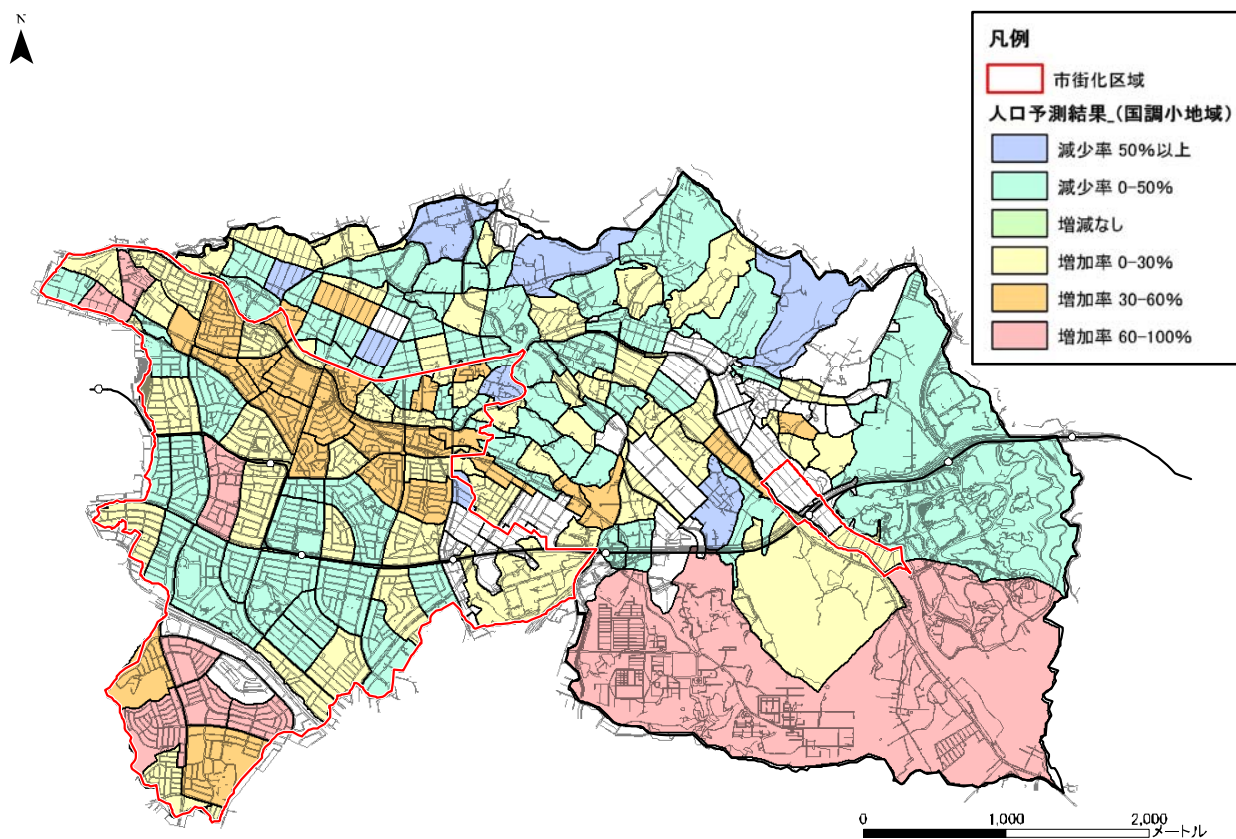 N
凡例
市街化区域
人口予測結果_(国調小地域)
減少率 50%以上
減少率 0-50%
増減なし
増加率 0-30%
増加率 30-60%
増加率 60-100%
0 1,000 2,000
メートル